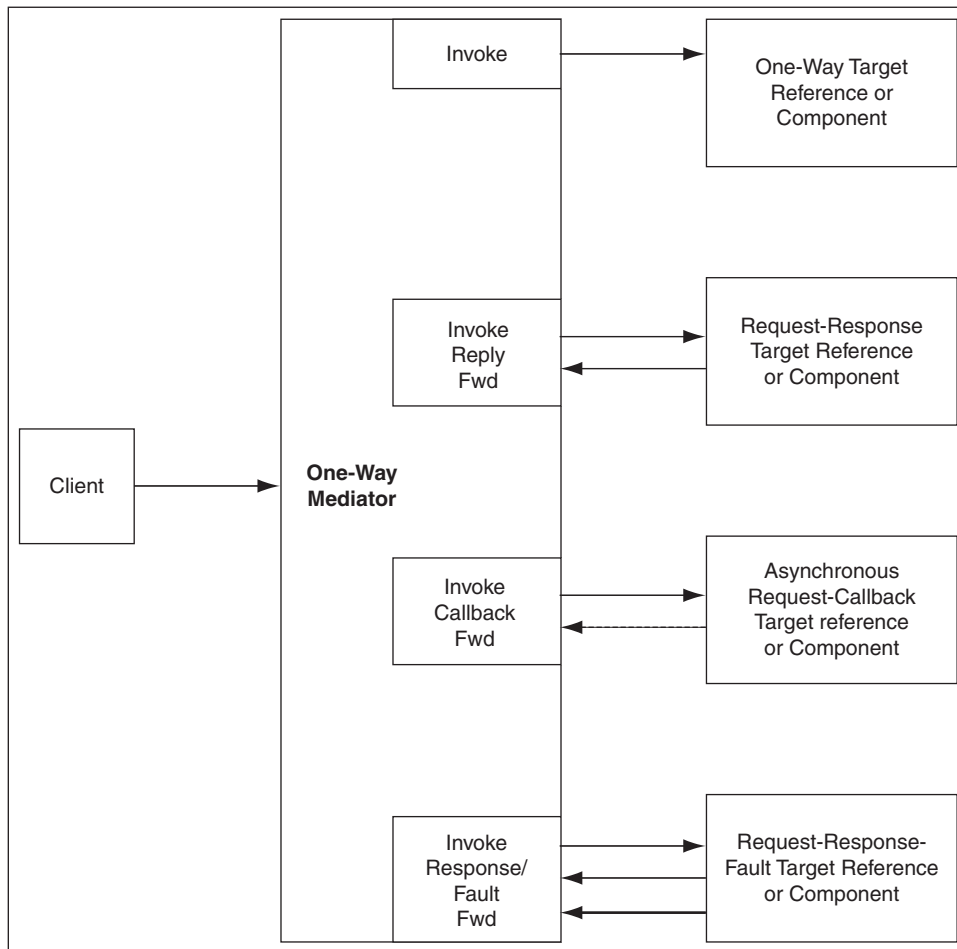 Invoke
One-Way Target
Reference or
Component
Invoke
Reply
Fwd
Request-Response
Target Reference
or Component
Client
One-Way
Mediator
Invoke
Callback
Fwd
Asynchronous
Request-Callback
Target reference
or Component
Invoke
Response/
Fault
Fwd
Request-Response-
Fault Target Reference
or Component